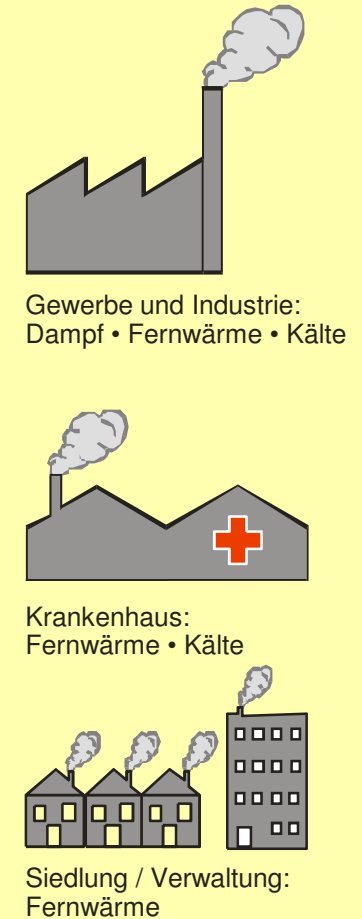 Gewerbe und Industrie:
Dampf • Fernwärme • Kälte
Krankenhaus:
Fernwärme • Kälte
Siedlung / Verwaltung:
Fernwärme